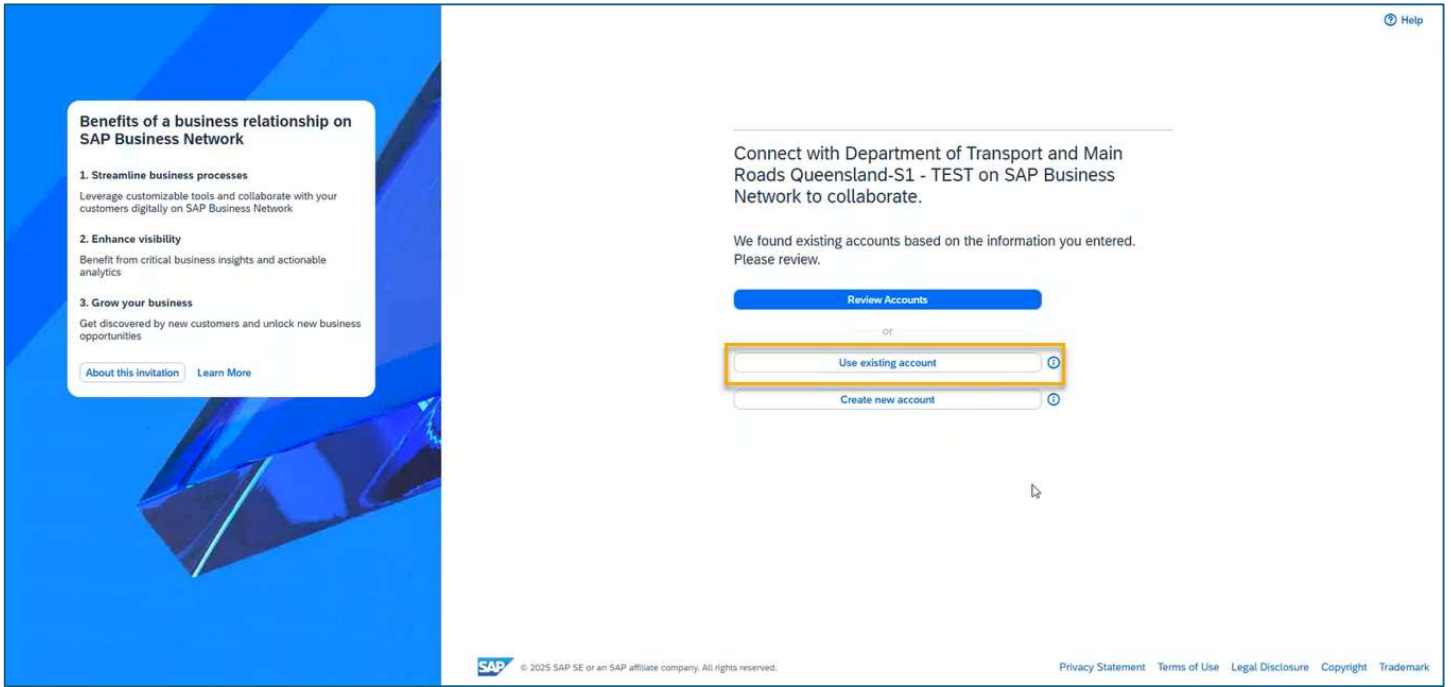 Help
Benefits of a business relationship on
SAP Business Network
1. Streamline business processes
Leverage customizable tools and collaborate with your
customers digitally on SAP Business Network
2. Enhance visibility
Benefit from critical business insights and actionable
analytics
3. Grow your business
Get discovered by new customers and unlock new business
opportunities
About this invitation Learn More
Connect with Department of Transport and Main
Roads Queensland-S1 - TEST on SAP Business
Network to collaborate.
We found existing accounts based on the information you entered.
Please review.
Review Accounts
or
Use existing account
Create new account
SAP © 2025 SAP SE or an SAP affiliate company. All rights reserved.
Privacy Statement Terms of Use Legal Disclosure Copyright Trademark